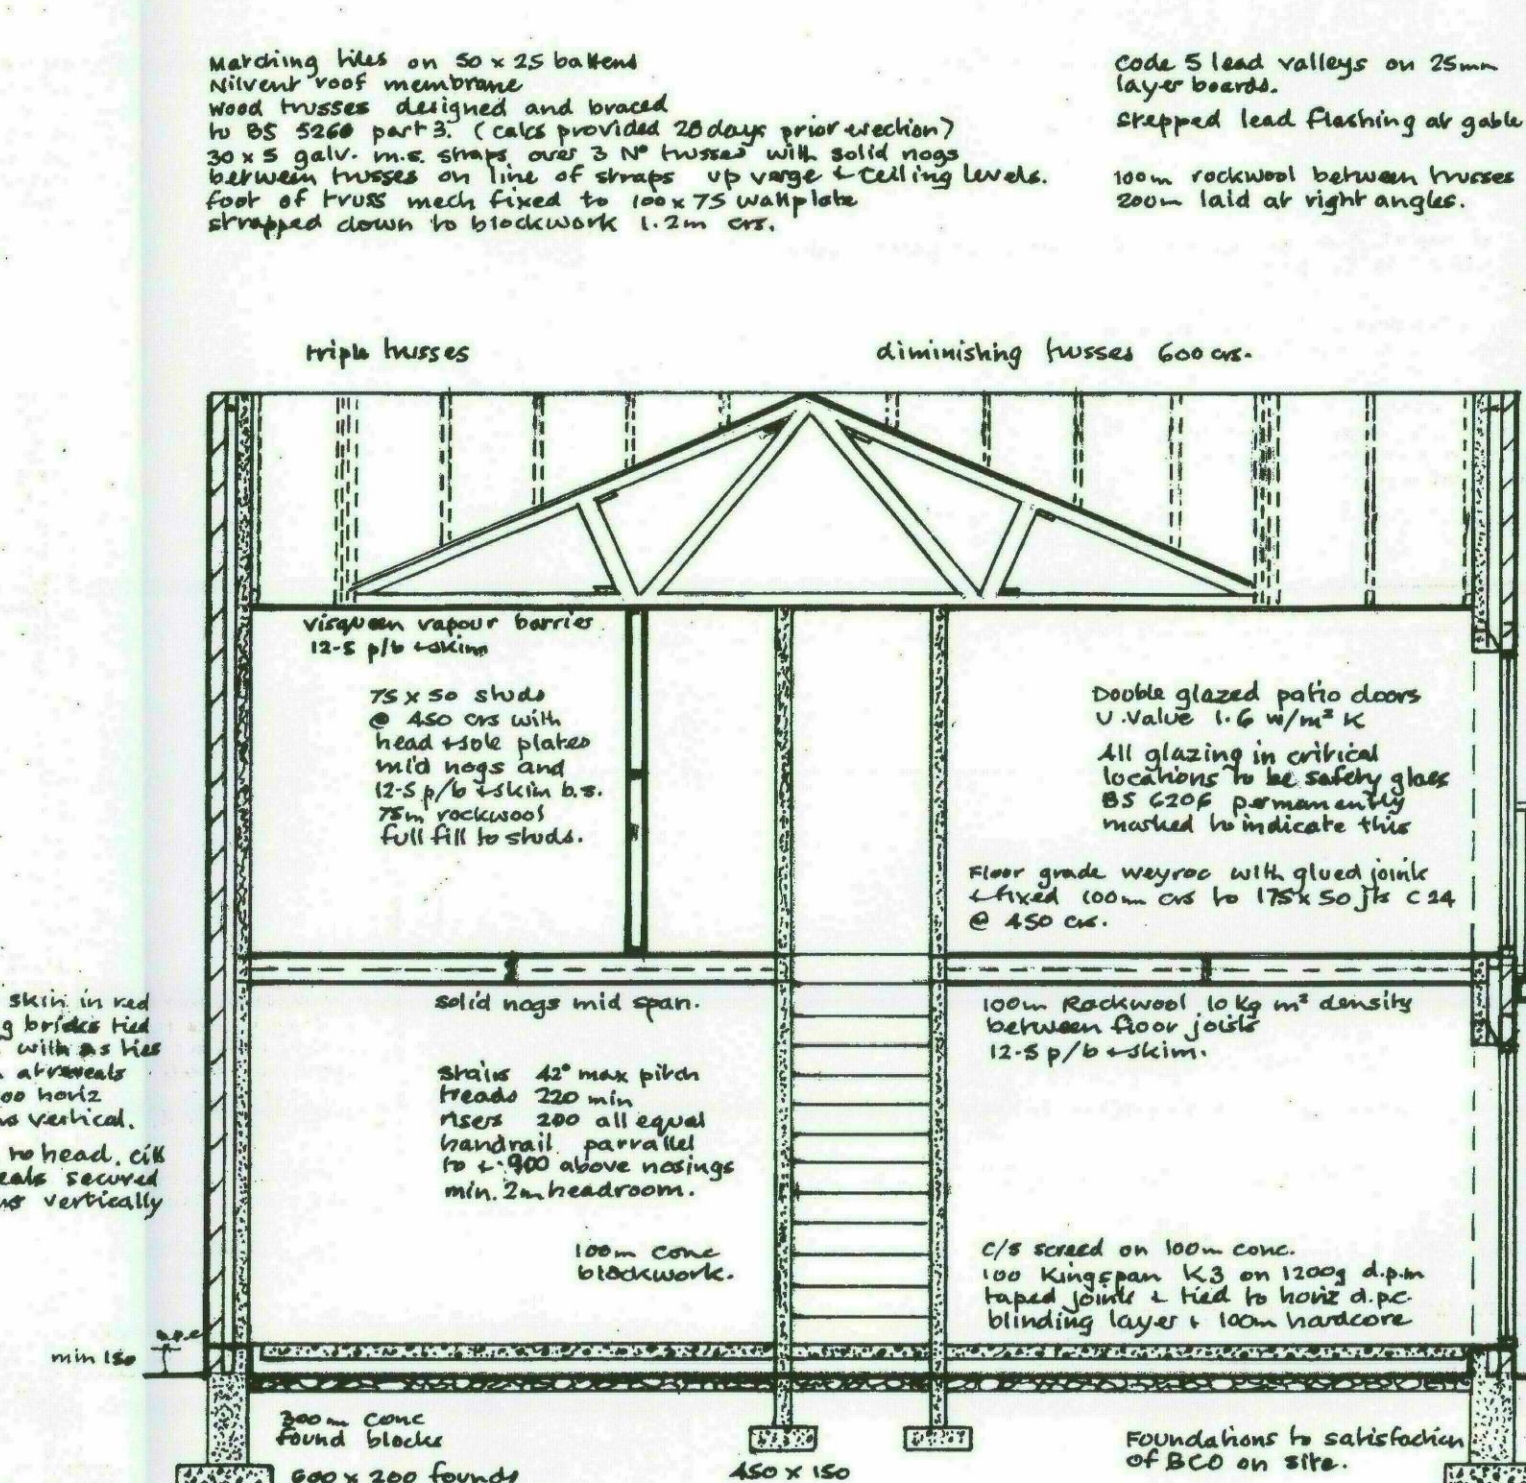 Matching tiles on 50 x 25 battens
Nilvent roof membrane
wood trusses designed and braced
to BS 5268 part 3. (calcs provided 28 days prior erection)
30 x 5 galv. m.s. straps over 3 Nº trusses with solid nogs
between trusses on line of straps up verge + ceiling levels.
foot of truss mech fixed to 100 x 75 wallplate
strapped down to blockwork 1.2m crs.
Code 5 lead valleys on 25mm
layer boards.
Stepped lead flashing at gable
100m rockwool between trusses
200m laid at right angles.
triple trusses
diminishing trusses 600 crs.
visqueen vapour barrier
12.5 p/b + skim
75 x 50 studs
@ 450 crs with
head + sole plates
mid nogs and
12.5 p/b + skim b.s.
75m rockwool
full fill to studs.
Double glazed patio doors
U.Value 1.6 w/m² K
All glazing in critical
locations to be safety glass
BS 6206 permanently
marked to indicate this
Floor grade weyroc with glued joints
+ fixed 100m crs to 175 x 50 jts C24
@ 450 crs.
skin in red
g bricks tied
with ss ties
at reveals
00 horiz
vertical.
to head, cill
eals secured
vertically
solid nogs mid span.
100m Rockwool 10 kg m² density
between floor joists
12.5 p/b + skim.
Stairs 42° max pitch
treads 220 min
risers 200 all equal
handrail parrallel
to + 900 above nosings
min. 2m headroom.
100m conc
blockwork.
c/s screed on 100m conc.
100 Kingspan K3 on 1200g d.p.m
taped joints + tied to horiz d.p.c.
blinding layer + 100m hardcore
d.p.c
min 150
300m conc
found blocks
600 x 200 founds
450 x 150
Foundations to satisfaction
of BCO on site.